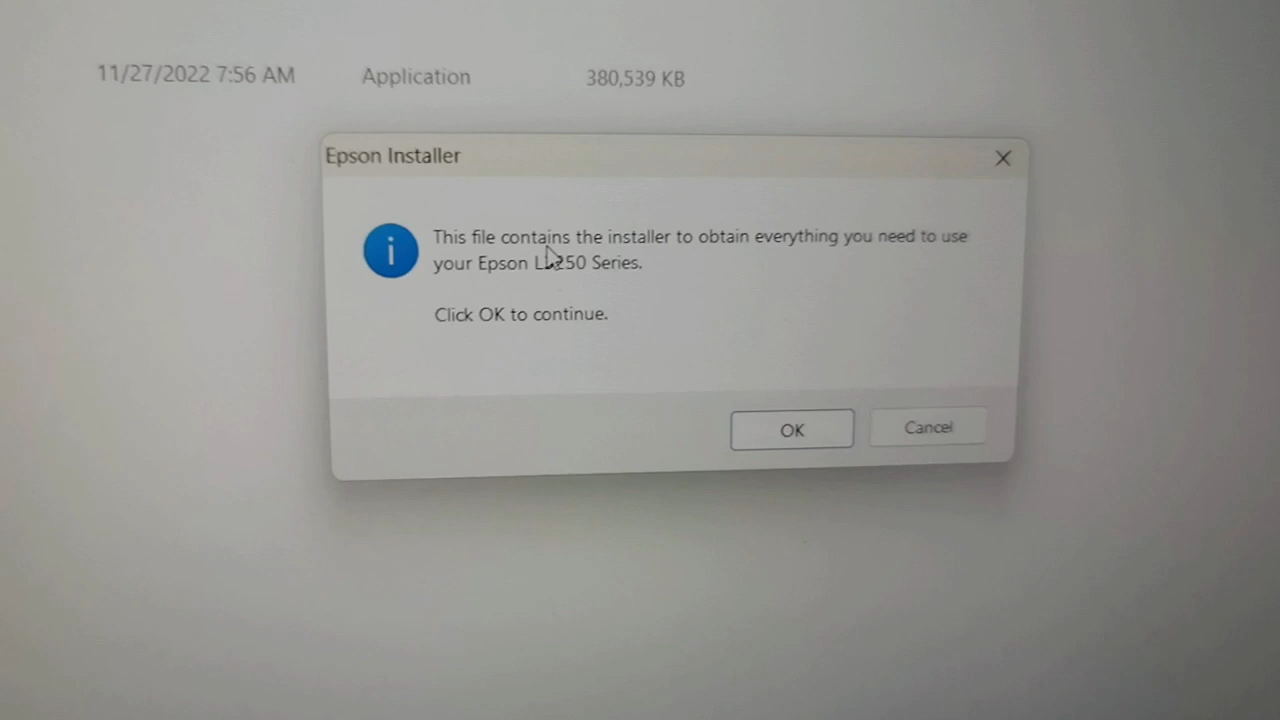 11/27/2022 7:56 AM Application 380,539 KB
Epson Installer
This file contains the installer to obtain everything you need to use
your Epson Series.
Click OK to continue.
OK Cancel